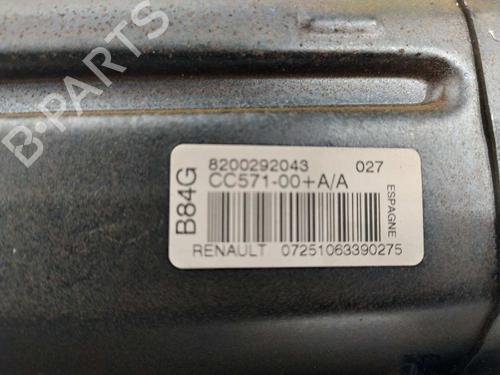 B-PARTS
8200292043 027
CC571-00+A/A
B84G
ESPAGNE
RENAULT 07251063390275